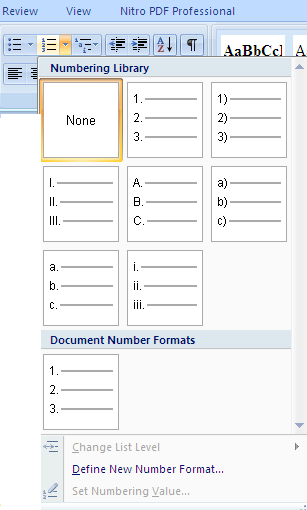 Review View Nitro PDF Professional
AaBbCc
Numbering Library
None
1. 1)
2. 2)
3. 3)
I. A. a)
II. B. b)
III. C. c)
a. i.
b. ii.
c. iii.
Document Number Formats
1.
2.
3.
Change List Level
Define New Number Format...
Set Numbering Value...